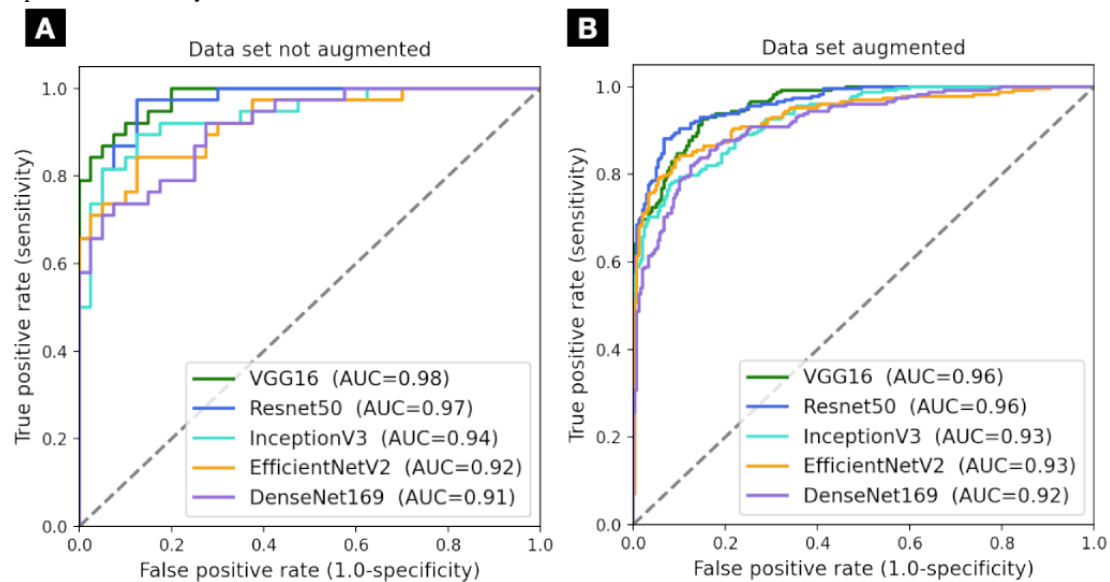 A
Data set not augmented
True positive rate (sensitivity)
1.0
0.8
0.6
0.4
0.2
0.0
VGG16 (AUC=0.98)
Resnet50 (AUC=0.97)
InceptionV3 (AUC=0.94)
EfficientNetV2 (AUC=0.92)
DenseNet169 (AUC=0.91)
0.2 0.4 0.6 0.8 1.0
False positive rate (1.0-specificity)
B
Data set augmented
True positive rate (sensitivity)
1.0
0.8
0.6
0.4
0.2
0.0
VGG16 (AUC=0.96)
Resnet50 (AUC=0.96)
InceptionV3 (AUC=0.93)
EfficientNetV2 (AUC=0.93)
DenseNet169 (AUC=0.92)
0.0 0.2 0.4 0.6 0.8 1.0
False positive rate (1.0-specificity)